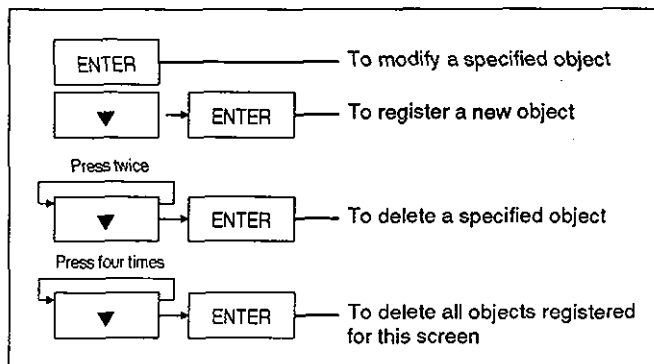 ENTER To modify a specified object
▼ ENTER To register a new object
Press twice
▼ ENTER To delete a specified object
Press four times
▼ ENTER To delete all objects registered
for this screen